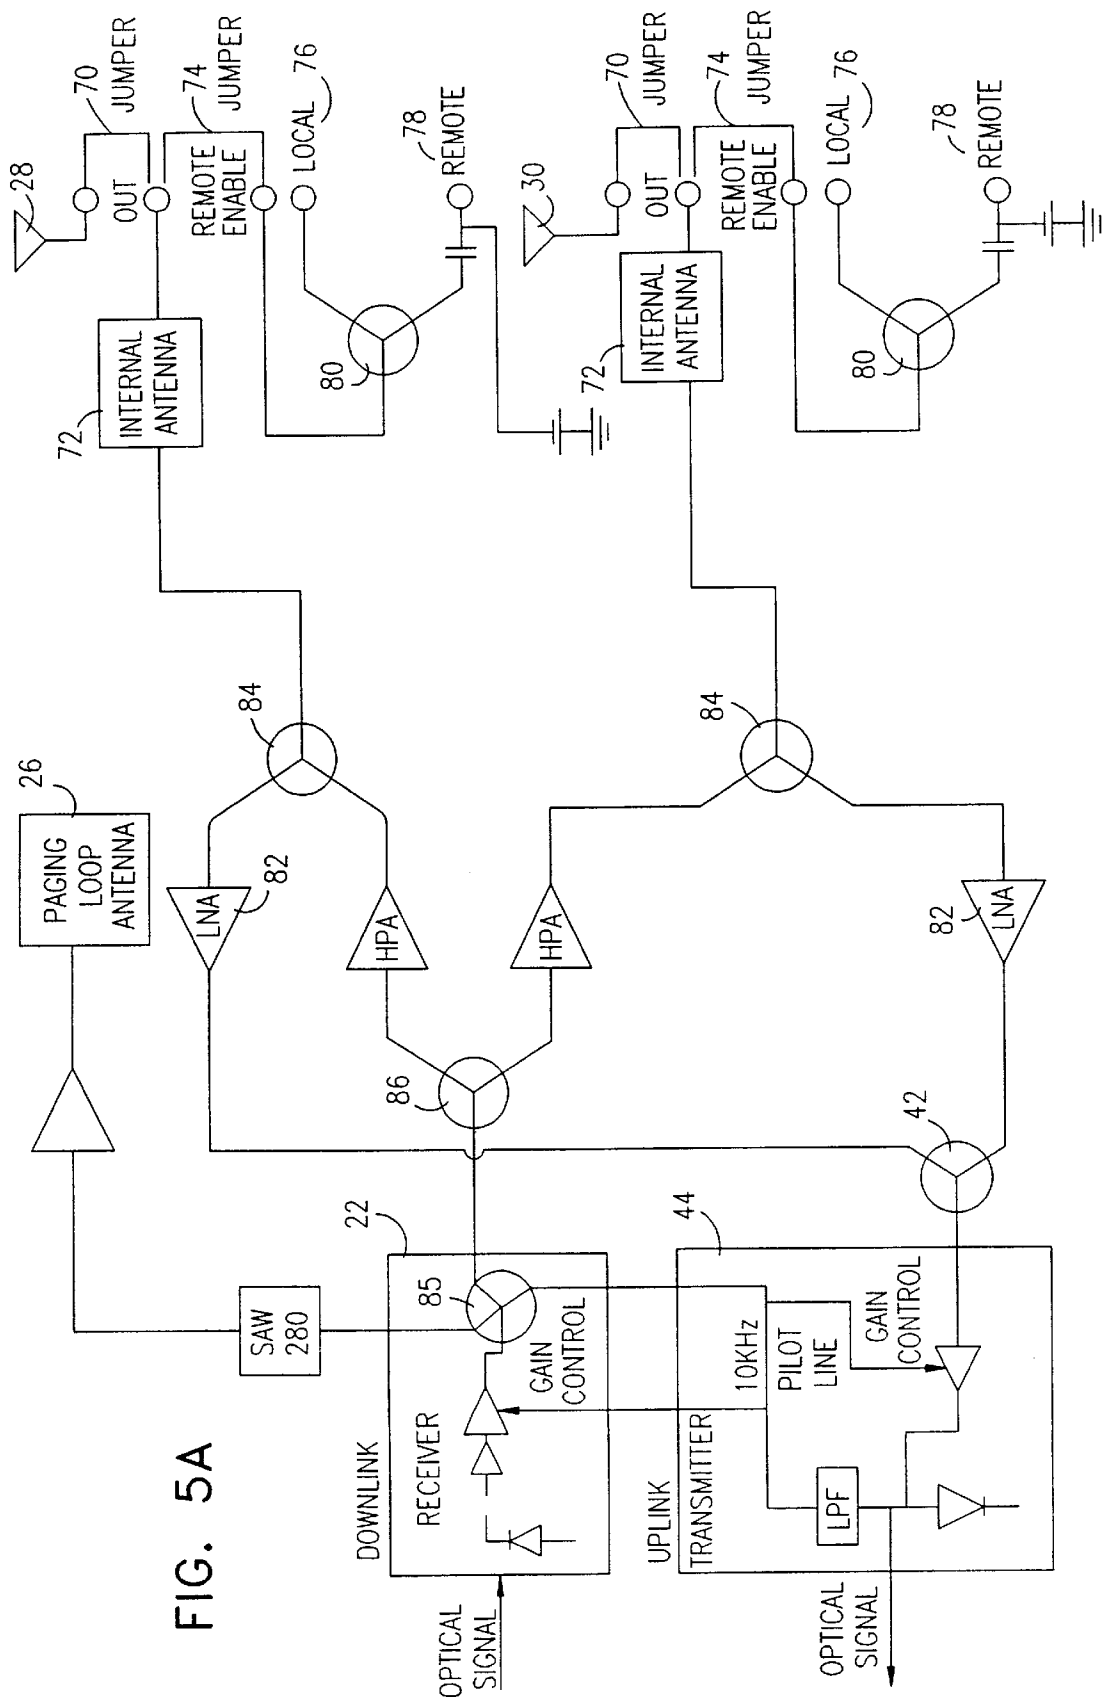 FIG. 5A
OPTICAL
SIGNAL
DOWNLINK
RECEIVER
GAIN
CONTROL
22
85
SAW
280
PAGING
LOOP
ANTENNA
26
86
HPA
HPA
LNA
82
84
72
INTERNAL
ANTENNA
28
70
JUMPER
OUT
74
JUMPER
REMOTE
ENABLE
LOCAL
76
78
REMOTE
80
OPTICAL
SIGNAL
UPLINK
TRANSMITTER
44
10KHz
PILOT
LINE
GAIN
CONTROL
LPF
42
82
LNA
84
72
INTERNAL
ANTENNA
30
70
JUMPER
OUT
74
JUMPER
REMOTE
ENABLE
LOCAL
76
78
REMOTE
80